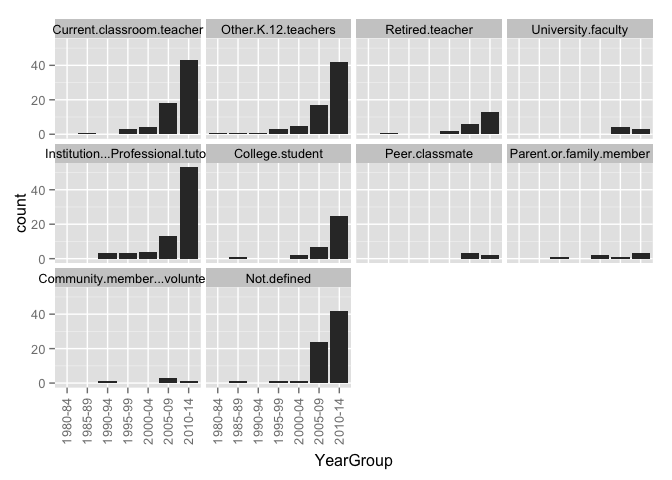 Current.classroom.teacher Other.K.12.teachers Retired.teacher University.faculty
40
20
0
Institution...Professional.tuto College.student Peer.classmate Parent.or.family.member
40
20
0
Community.member...volunte Not.defined
40
20
0
count
1980-84 1985-89 1990-94 1995-99 2000-04 2005-09 2010-14 1980-84 1985-89 1990-94 1995-99 2000-04 2005-09 2010-14
YearGroup